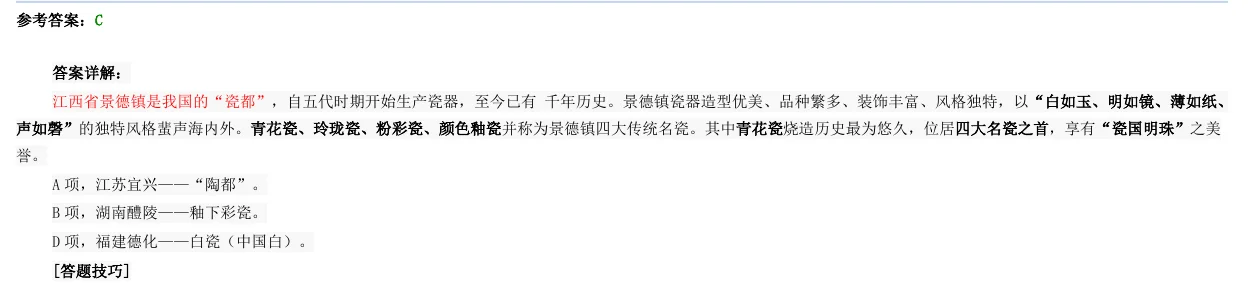 参考答案：C
答案详解：
江西省景德镇是我国的“瓷都”，自五代时期开始生产瓷器，至今已有 千年历史。景德镇瓷器造型优美、品种繁多、装饰丰富、风格独特，以“白如玉、明如镜、薄如纸、
声如磬”的独特风格蜚声海内外。青花瓷、玲珑瓷、粉彩瓷、颜色釉瓷并称为景德镇四大传统名瓷。其中青花瓷烧造历史最为悠久，位居四大名瓷之首，享有“瓷国明珠”之美
誉。
A 项，江苏宜兴——“陶都”。
B 项，湖南醴陵——釉下彩瓷。
D 项，福建德化——白瓷（中国白）。
[答题技巧]